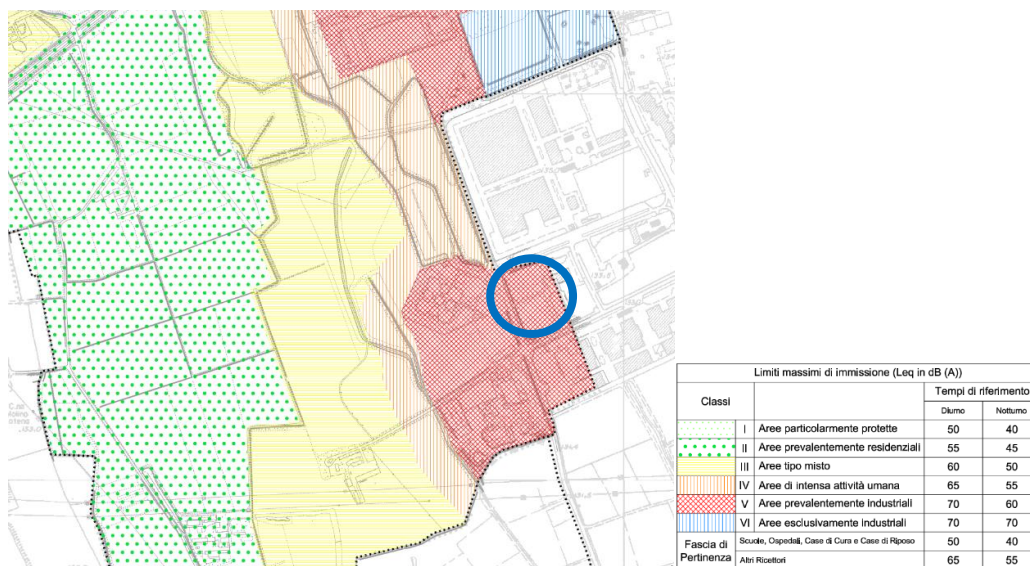 Limiti massimi di immissione (Leq in dB (A))
Classi
Tempi di riferimento
Diurno Notturno
I Aree particolarmente protette 50 40
II Aree prevalentemente residenziali 55 45
III Aree tipo misto 60 50
IV Aree di intensa attività umana 65 55
V Aree prevalentemente industriali 70 60
VI Aree esclusivamente industriali 70 70
Fascia di Pertinenza
Scuole, Ospedali, Case di Cura e Case di Riposo 50 40
Altri Ricettori 65 55